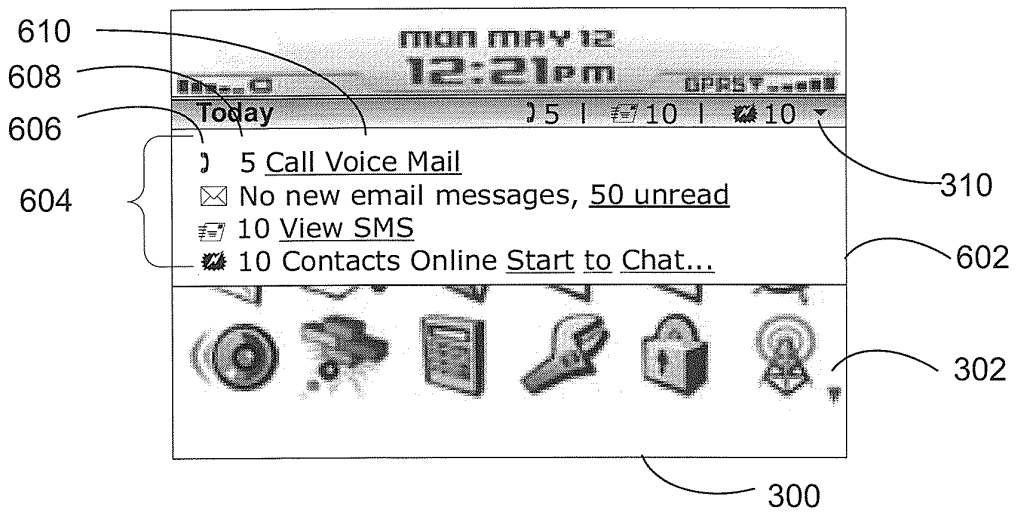 610
608
606
604
mon may 12
12:21pm
GPRS
Today 5 | 10 | 10
5 Call Voice Mail
No new email messages, 50 unread
10 View SMS
10 Contacts Online Start to Chat...
310
602
302
300